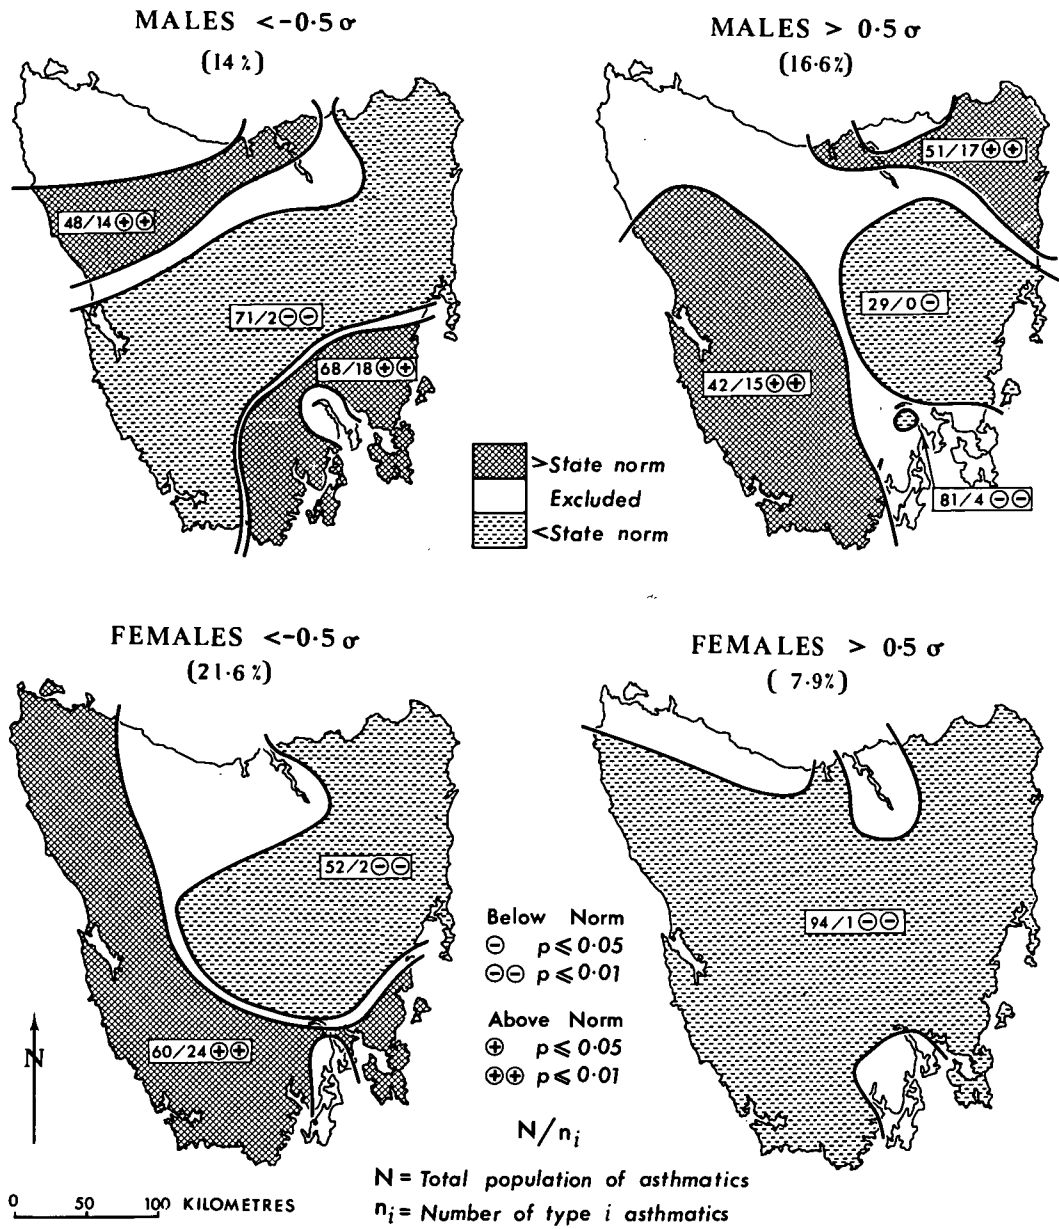 MALES <-0·5 σ
(14 %)
MALES > 0·5 σ
(16·6%)
48/14 ⊕⊕
71/2 ⊖⊖
68/18 ⊕⊕
51/17 ⊕⊕
29/0 ⊖
42/15 ⊕⊕
81/4 ⊖⊖
>State norm
Excluded
<State norm
FEMALES <-0·5 σ
(21·6 %)
FEMALES > 0·5 σ
( 7·9%)
52/2 ⊖⊖
60/24 ⊕⊕
94/1 ⊖⊖
Below Norm
⊖ p ⩽ 0·05
⊖⊖ p ⩽ 0·01
Above Norm
⊕ p ⩽ 0·05
⊕⊕ p ⩽ 0·01
N
N/ni
N = Total population of asthmatics
ni = Number of type i asthmatics
0 50 100 KILOMETRES